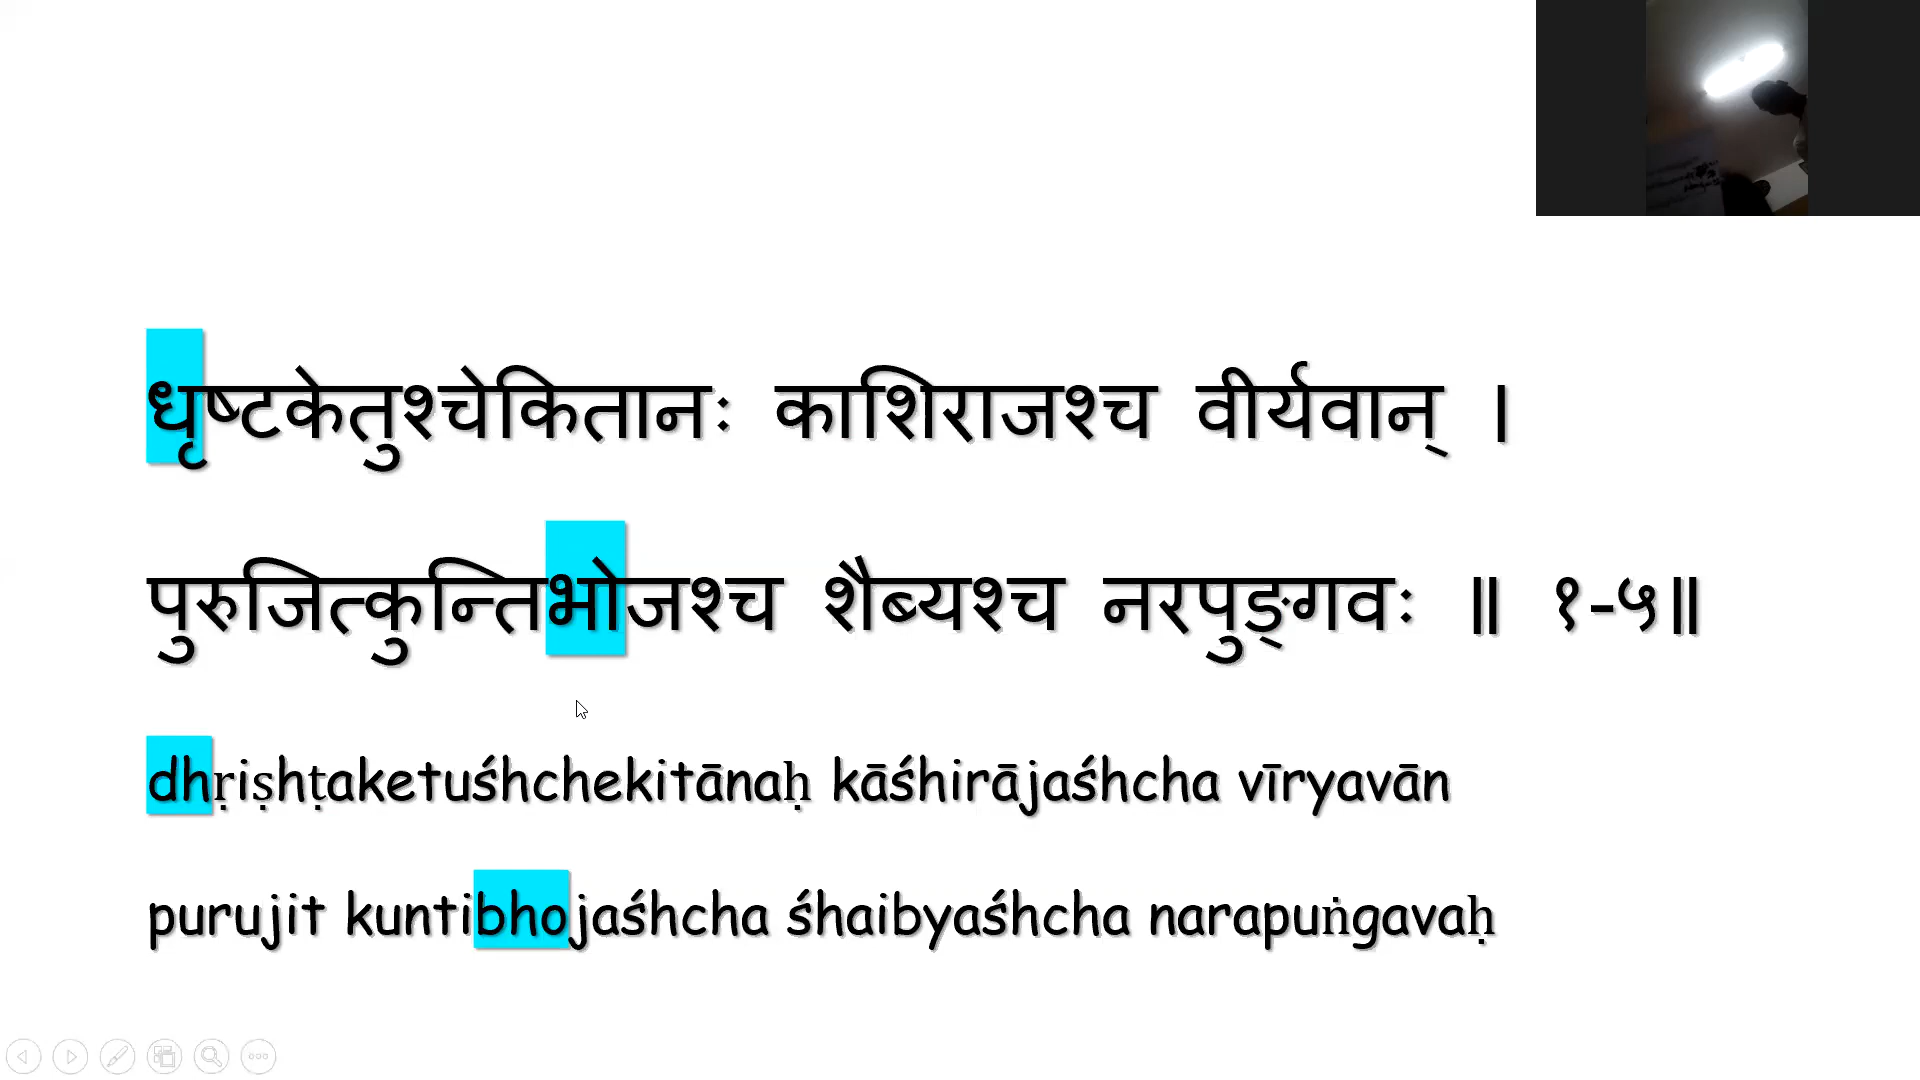 धृष्टकेतुश्चेकितानः काशिराजश्च वीर्यवान् ।
पुरुजित्कुन्तिभोजश्च शैब्यश्च नरपुङ्गवः ॥ १-५॥
dhṛiṣhṭaketuśhchekitānaḥ kāśhirājaśhcha vīryavān
purujit kuntibhojaśhcha śhaibyaśhcha narapuṅgavaḥ